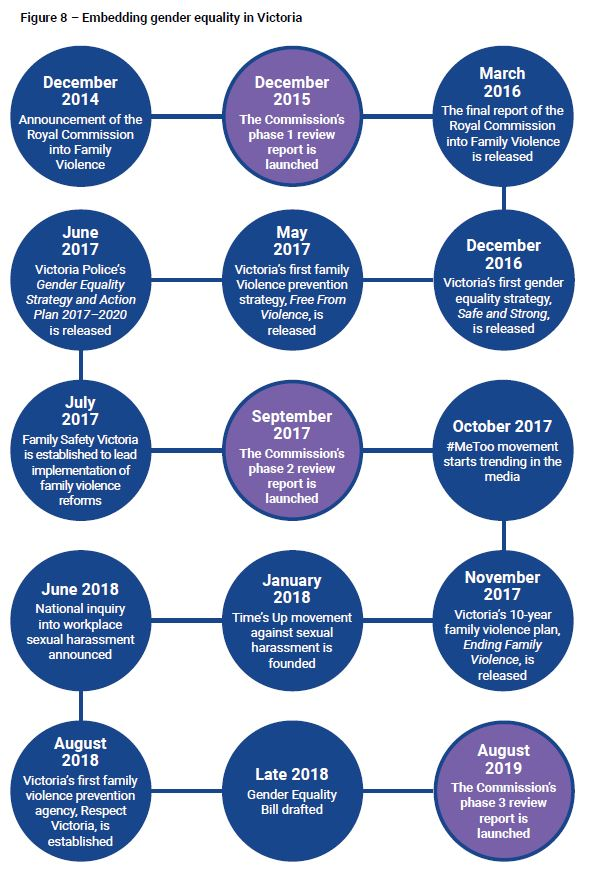 Figure 8 – Embedding gender equality in Victoria
December
2014
Announcement of the
Royal Commission
into Family
Violence
December
2015
The Commission's
phase 1 review
report is
launched
March
2016
The final report of the
Royal Commission
into Family Violence
is released
December
2016
Victoria's first gender
equality strategy,
Safe and Strong,
is released
May
2017
Victoria's first family
Violence prevention
strategy, Free From
Violence, is
released
June
2017
Victoria Police's
Gender Equality
Strategy and Action
Plan 2017–2020
is released
July
2017
Family Safety Victoria
is established to lead
implementation of
family violence
reforms
September
2017
The Commission's
phase 2 review
report is
launched
October 2017
#MeToo movement
starts trending in the
media
November
2017
Victoria's 10-year
family violence plan,
Ending Family
Violence, is
released
January
2018
Time's Up movement
against sexual
harassment is
founded
June 2018
National inquiry
into workplace
sexual harassment
announced
August
2018
Victoria's first family
violence prevention
agency, Respect
Victoria, is
established
Late 2018
Gender Equality
Bill drafted
August
2019
The Commission's
phase 3 review
report is
launched